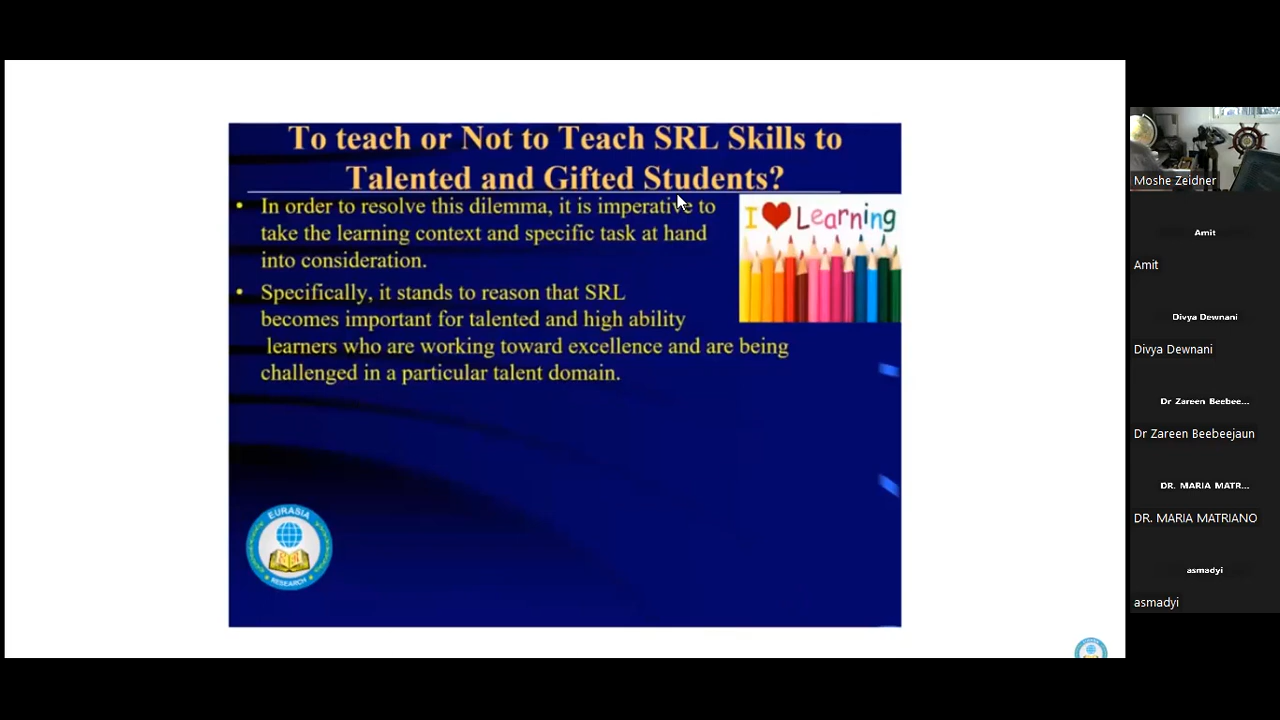 To teach or Not to Teach SRL Skills to
Talented and Gifted Students?
• In order to resolve this dilemma, it is imperative to
take the learning context and specific task at hand
into consideration.
• Specifically, it stands to reason that SRL
becomes important for talented and high ability
learners who are working toward excellence and are being
challenged in a particular talent domain.
I Learning
EURASIA
RESEARCH
Moshe Zeidner
Amit
Amit
Divya Dewnani
Divya Dewnani
Dr Zareen Beebee...
Dr Zareen Beebeejaun
DR. MARIA MATR...
DR. MARIA MATRIANO
asmadyi
asmadyi